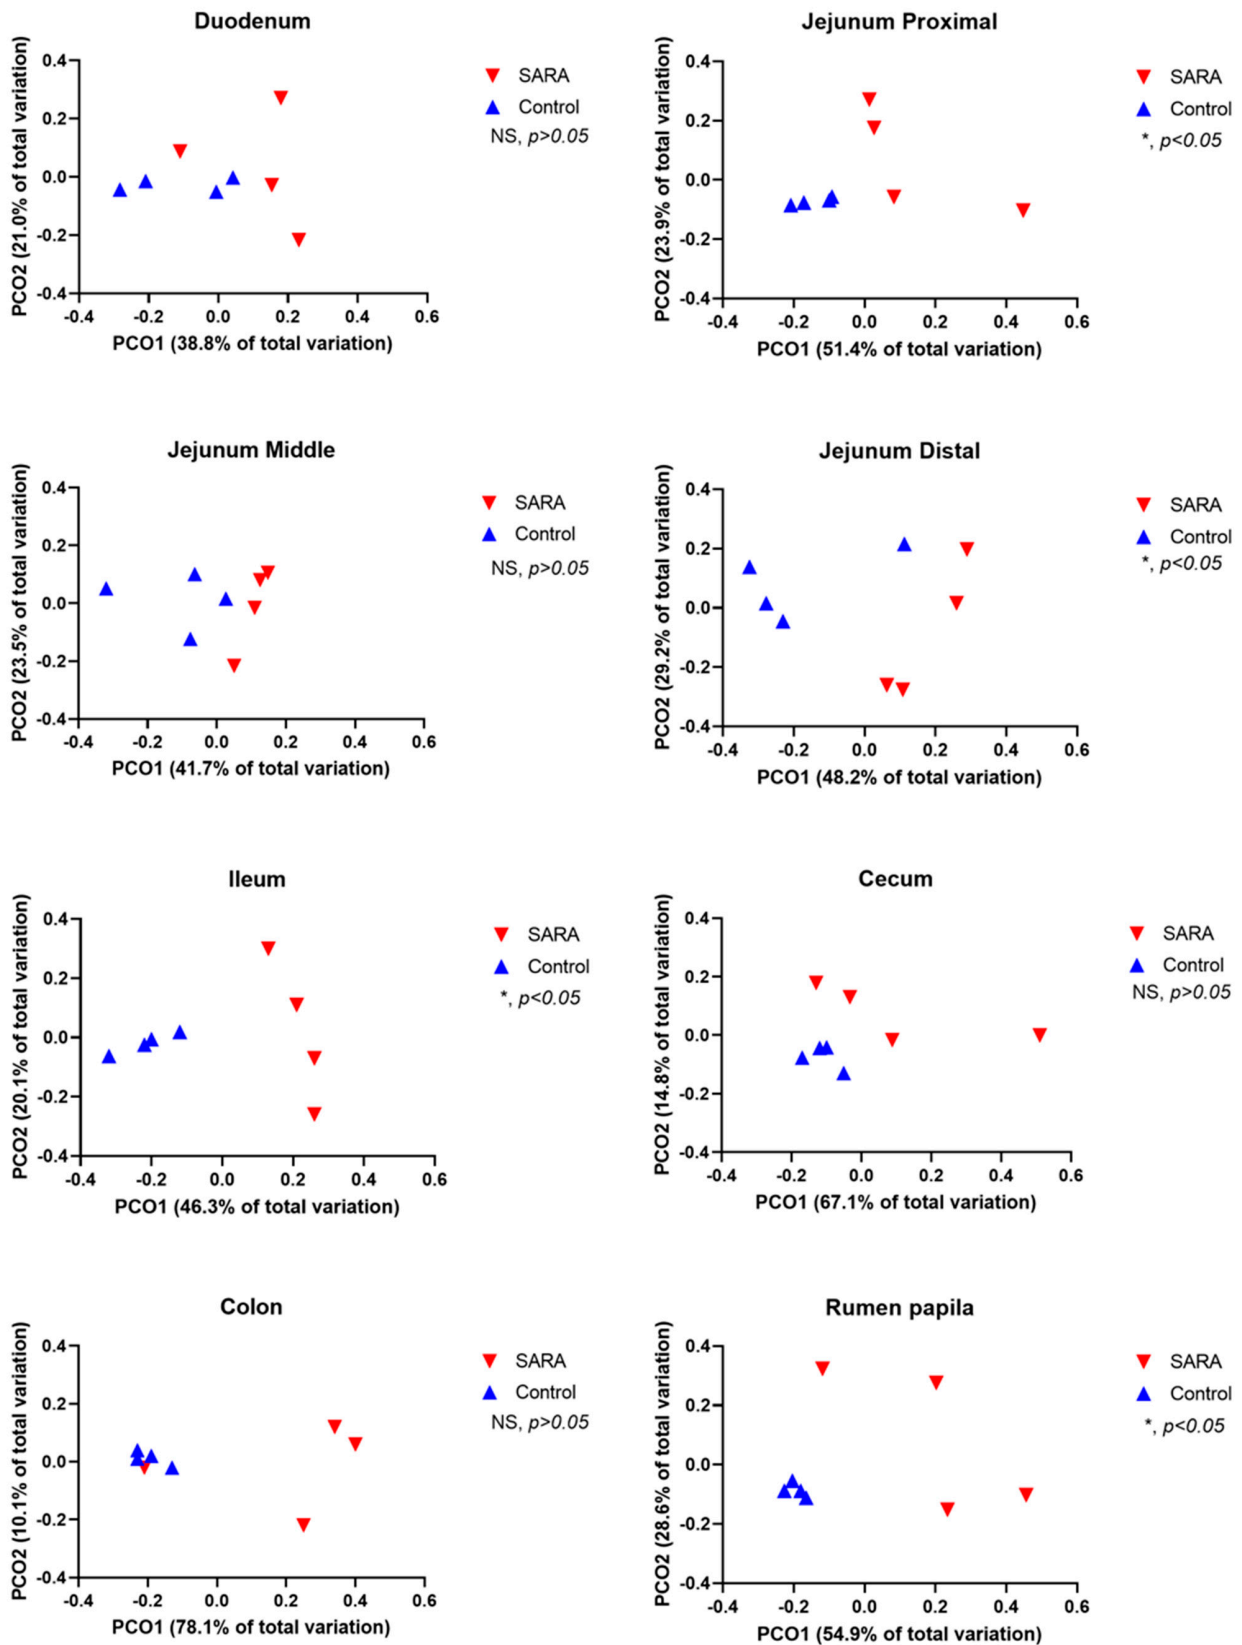 Duodenum
0.4
0.2
0.0
-0.2
-0.4
PCO2 (21.0% of total variation)
-0.4 -0.2 0.0 0.2 0.4 0.6
PCO1 (38.8% of total variation)
SARA
Control
NS, p>0.05
Jejunum Proximal
0.4
0.2
0.0
-0.2
-0.4
PCO2 (23.9% of total variation)
-0.4 -0.2 0.0 0.2 0.4 0.6
PCO1 (51.4% of total variation)
SARA
Control
*, p<0.05
Jejunum Middle
0.4
0.2
0.0
-0.2
-0.4
PCO2 (23.5% of total variation)
-0.4 -0.2 0.0 0.2 0.4 0.6
PCO1 (41.7% of total variation)
SARA
Control
NS, p>0.05
Jejunum Distal
0.4
0.2
0.0
-0.2
-0.4
PCO2 (29.2% of total variation)
-0.4 -0.2 0.0 0.2 0.4 0.6
PCO1 (48.2% of total variation)
SARA
Control
*, p<0.05
Ileum
0.4
0.2
0.0
-0.2
-0.4
PCO2 (20.1% of total variation)
-0.4 -0.2 0.0 0.2 0.4 0.6
PCO1 (46.3% of total variation)
SARA
Control
*, p<0.05
Cecum
0.4
0.2
0.0
-0.2
-0.4
PCO2 (14.8% of total variation)
-0.4 -0.2 0.0 0.2 0.4 0.6
PCO1 (67.1% of total variation)
SARA
Control
NS, p>0.05
Colon
0.4
0.2
0.0
-0.2
-0.4
PCO2 (10.1% of total variation)
-0.4 -0.2 0.0 0.2 0.4 0.6
PCO1 (78.1% of total variation)
SARA
Control
NS, p>0.05
Rumen papila
0.4
0.2
0.0
-0.2
-0.4
PCO2 (28.6% of total variation)
-0.4 -0.2 0.0 0.2 0.4 0.6
PCO1 (54.9% of total variation)
SARA
Control
*, p<0.05